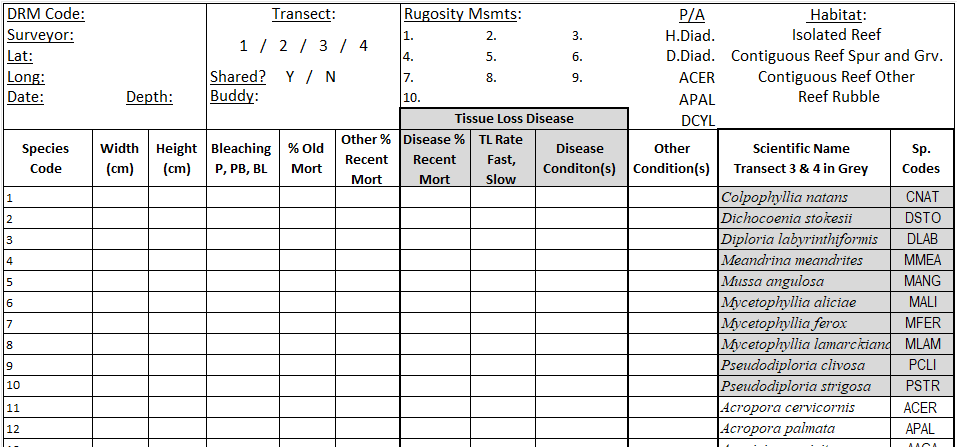 DRM Code: Transect: Rugosity Msmts: P/A Habitat:
Surveyor: 1 / 2 / 3 / 4 1. 2. 3. H.Diad. Isolated Reef
Lat: 4. 5. 6. D.Diad. Contiguous Reef Spur and Grv.
Long: Shared? Y / N 7. 8. 9. ACER Contiguous Reef Other
Date: Depth: Buddy: 10. APAL Reef Rubble
Tissue Loss Disease DCYL
Species Code Width (cm) Height (cm) Bleaching P, PB, BL % Old Mort Other % Recent Mort Disease % Recent Mort TL Rate Fast, Slow Disease Conditon(s) Other Condition(s) Scientific Name Transect 3 & 4 in Grey Sp. Codes
1 Colpophyllia natans CNAT
2 Dichocoenia stokesii DSTO
3 Diploria labyrinthiformis DLAB
4 Meandrina meandrites MMEA
5 Mussa angulosa MANG
6 Mycetophyllia aliciae MALI
7 Mycetophyllia ferox MFER
8 Mycetophyllia lamarckiana MLAM
9 Pseudodiploria clivosa PCLI
10 Pseudodiploria strigosa PSTR
11 Acropora cervicornis ACER
12 Acropora palmata APAL